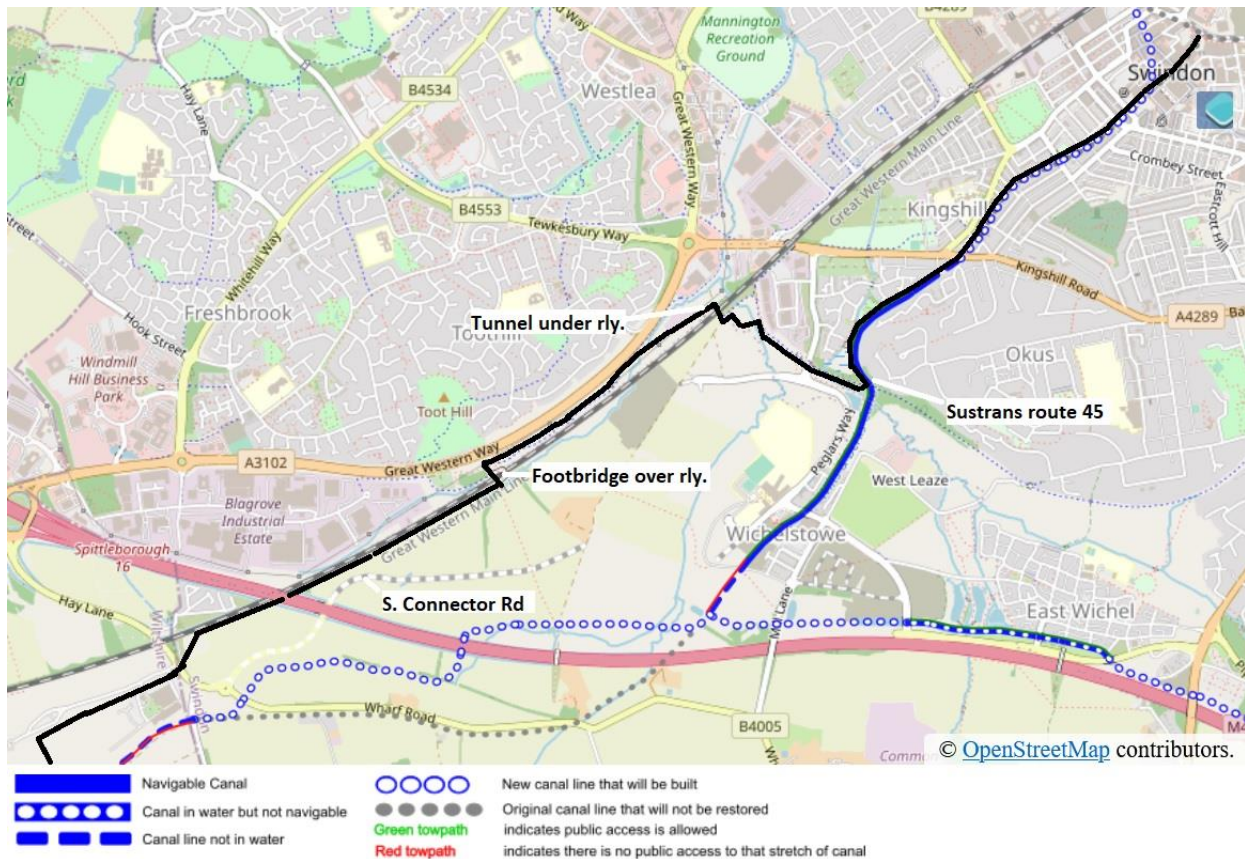 B4289
Mannington
Recreation
Ground
Swindon
Westlea
B4534
Hay Lane
Great Western Way
Great Western Main Line
Crombey Street
Eastcott Hill
B4553
Tewkesbury Way
Kingshill
Whitehill Way
Kingshill Road
Freshbrook
Hook Street
Tunnel under rly.
Toothill
A4289
Windmill
Hill Business
Park
Okus
Toot Hill
Sustrans route 45
Peglars Way
Great Western Way
A3102
Footbridge over rly.
West Leaze
Blagrove
Industrial
Estate
Great Western Main Line
Wichelstowe
Spittleborough
16
S. Connector Rd
Hay Lane
East Wichel
Mill Lane
Wiltshire
Swindon
Wharf Road
B4005
M4
© OpenStreetMap contributors.
Navigable Canal
New canal line that will be built
Canal in water but not navigable
Original canal line that will not be restored
Canal line not in water
Green towpath indicates public access is allowed
Red towpath indicates there is no public access to that stretch of canal